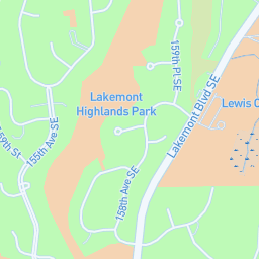 159th Pl SE
Lakemont
Highlands Park
Lakemont Blvd SE
Lewis
155th Ave SE
158th Ave SE